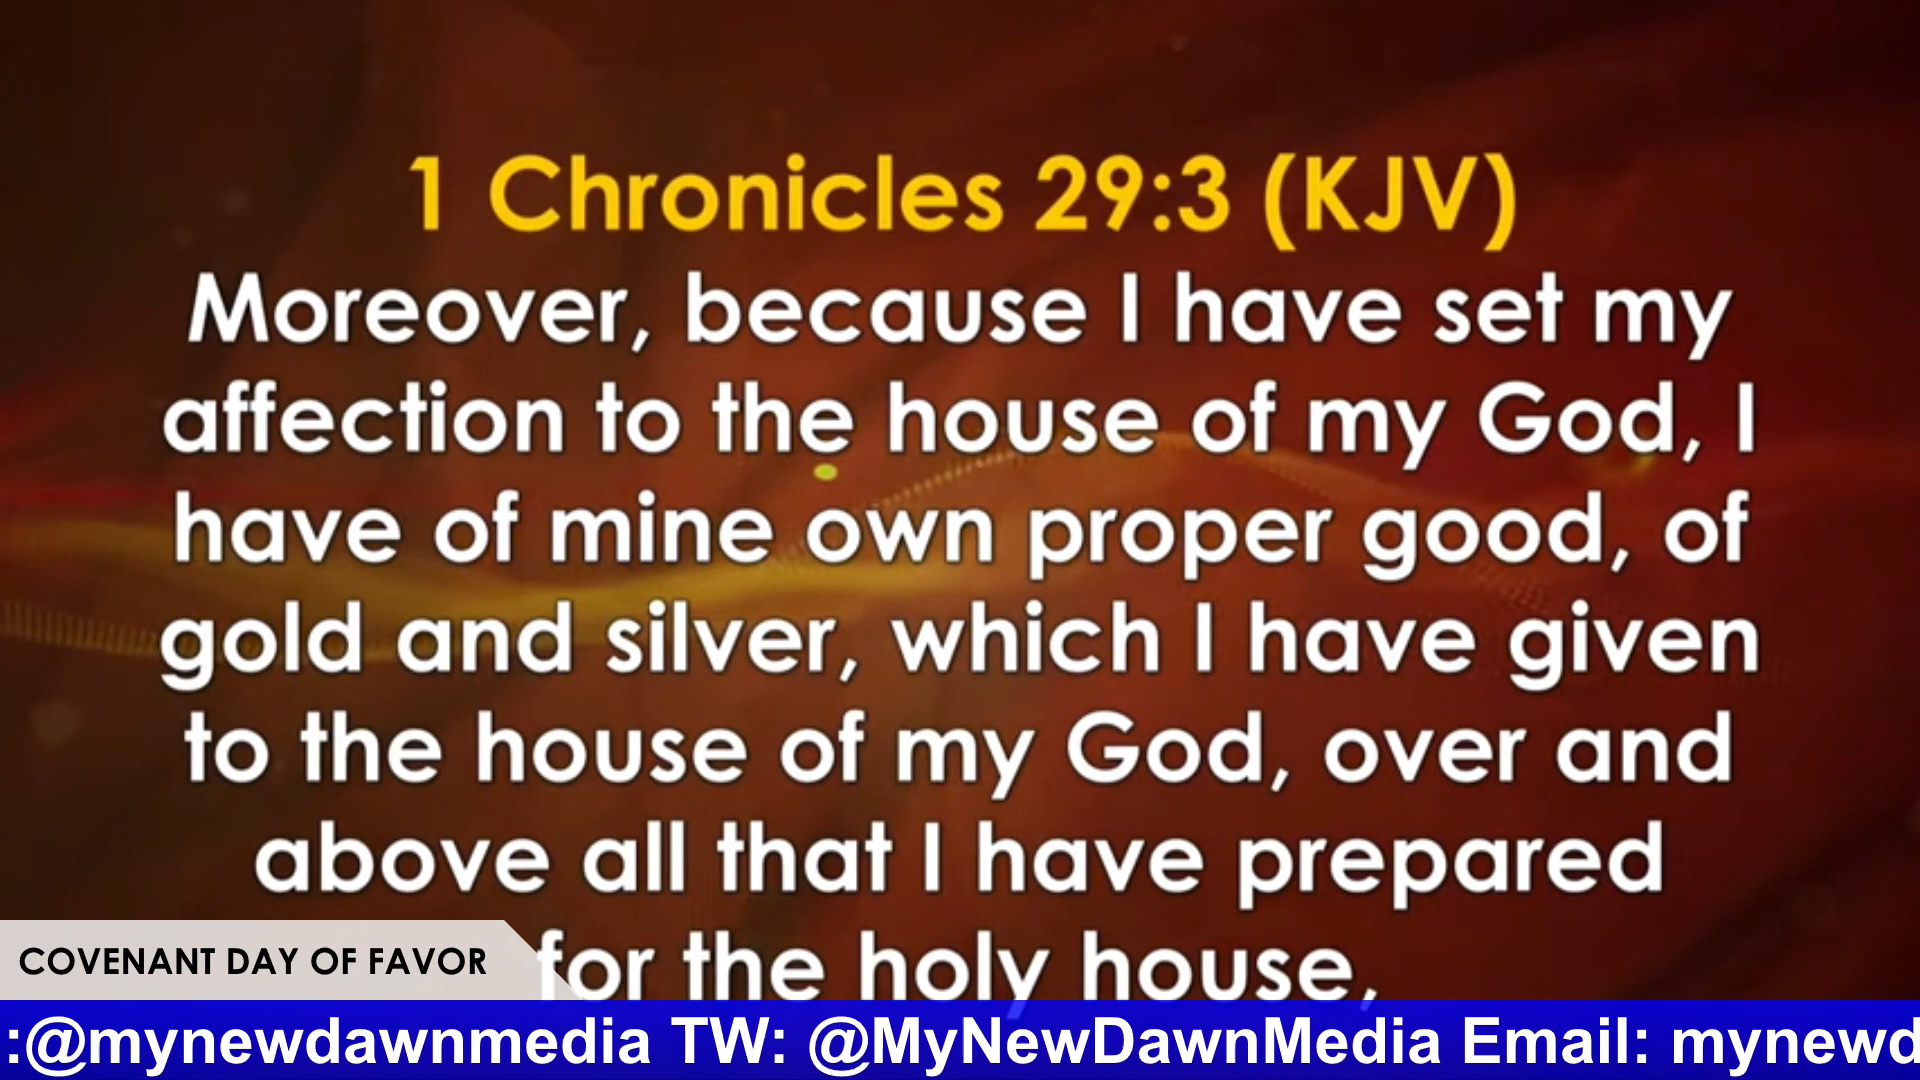 1 Chronicles 29:3 (KJV)
Moreover, because I have set my
affection to the house of my God, I
have of mine own proper good, of
gold and silver, which I have given
to the house of my God, over and
above all that I have prepared
for the holy house,
COVENANT DAY OF FAVOR
:@mynewdawnmedia TW: @MyNewDawnMedia Email: mynewd